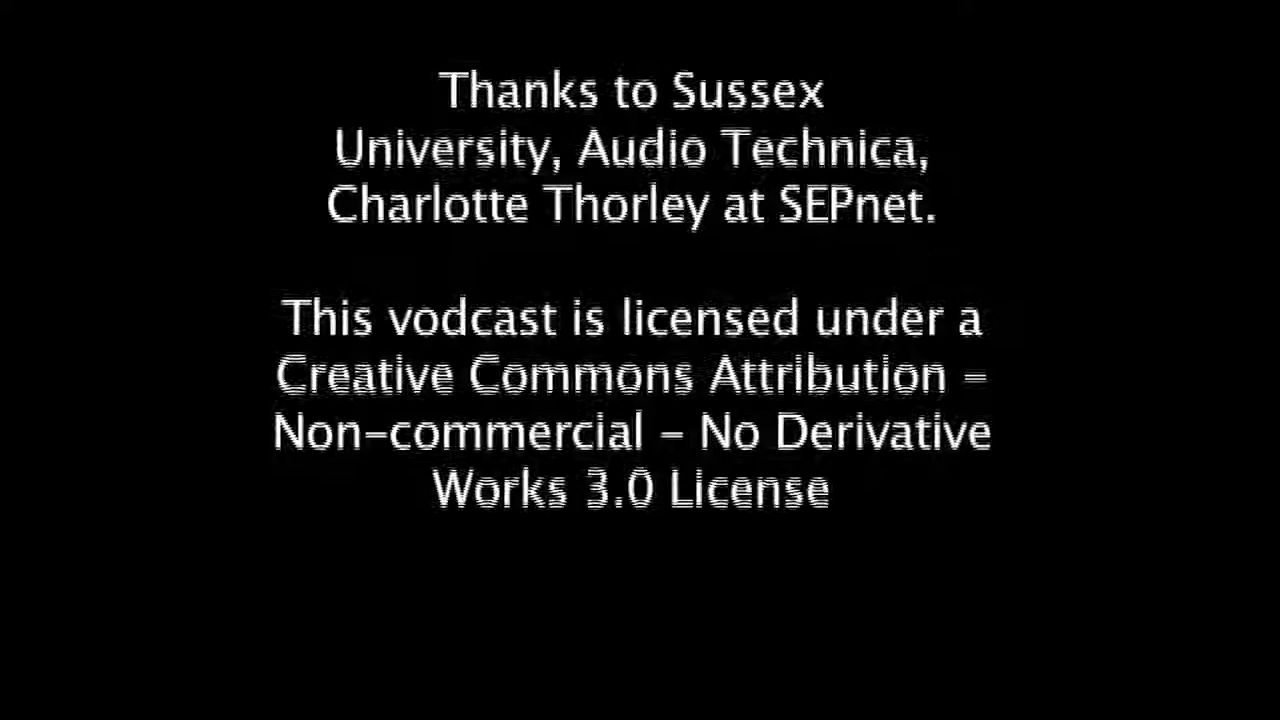 Thanks to Sussex
University, Audio Technica,
Charlotte Thorley at SEPnet.
This vodcast is licensed under a
Creative Commons Attribution -
Non-commercial - No Derivative
Works 3.0 License